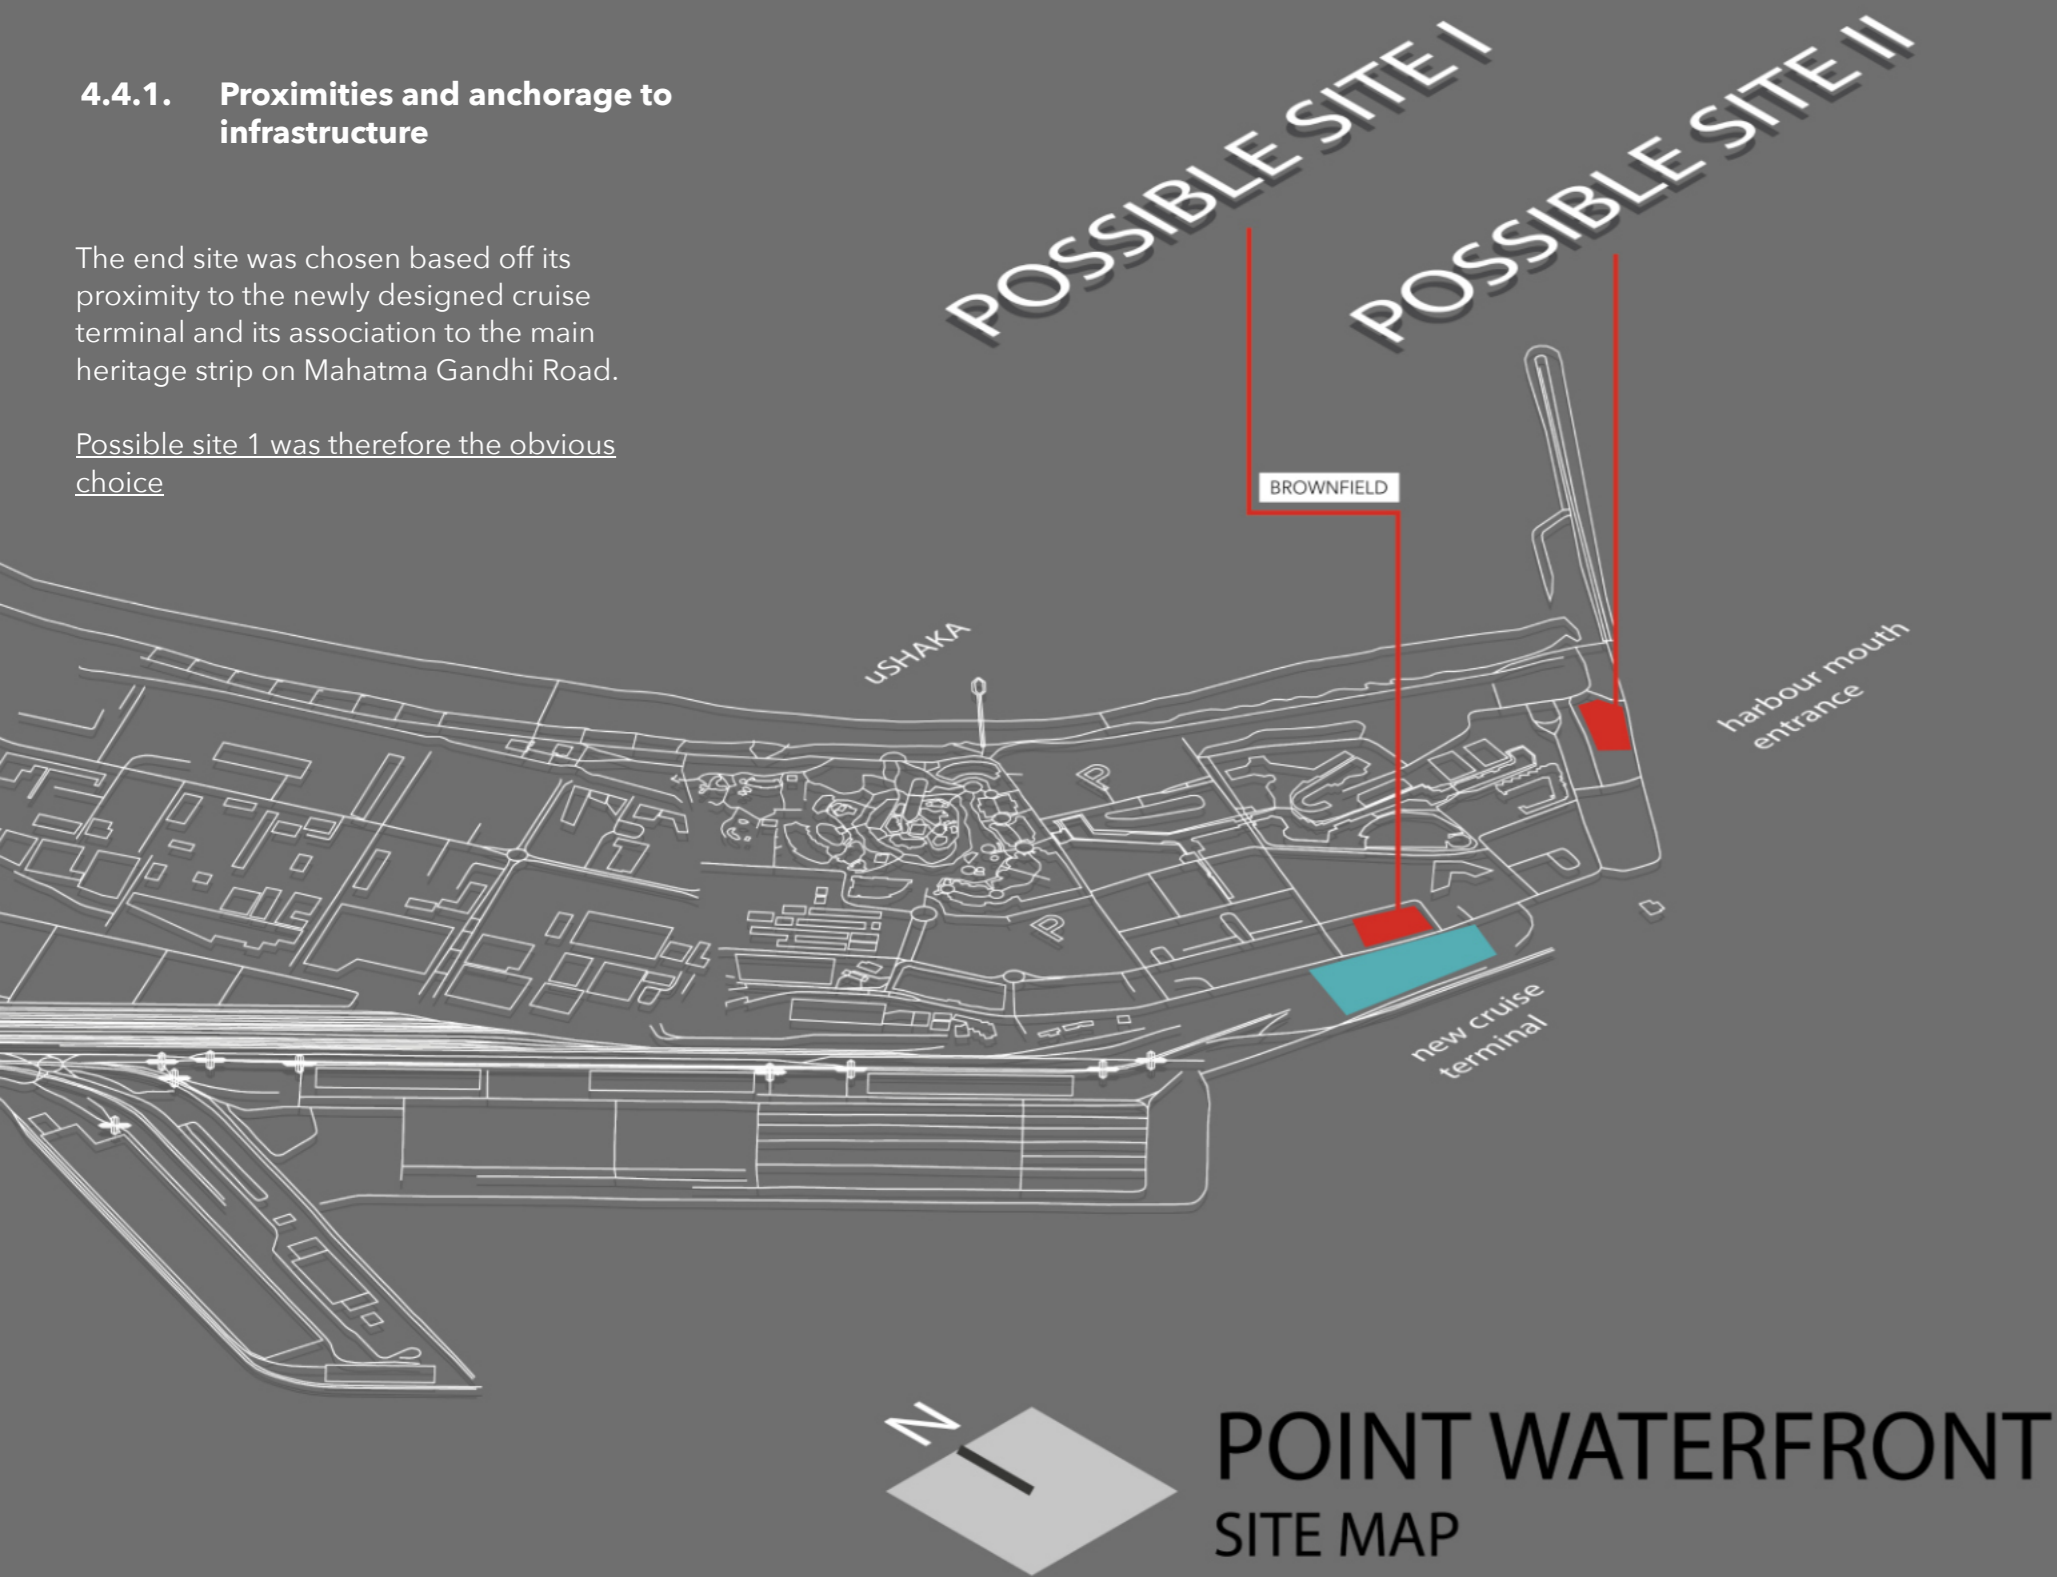 4.4.1. Proximities and anchorage to
infrastructure
The end site was chosen based off its
proximity to the newly designed cruise
terminal and its association to the main
heritage strip on Mahatma Gandhi Road.
Possible site 1 was therefore the obvious
choice
POSSIBLE SITE I
POSSIBLE SITE II
BROWNFIELD
uSHAKA
harbour mouth
entrance
P
P
new cruise
terminal
N
POINT WATERFRONT
SITE MAP